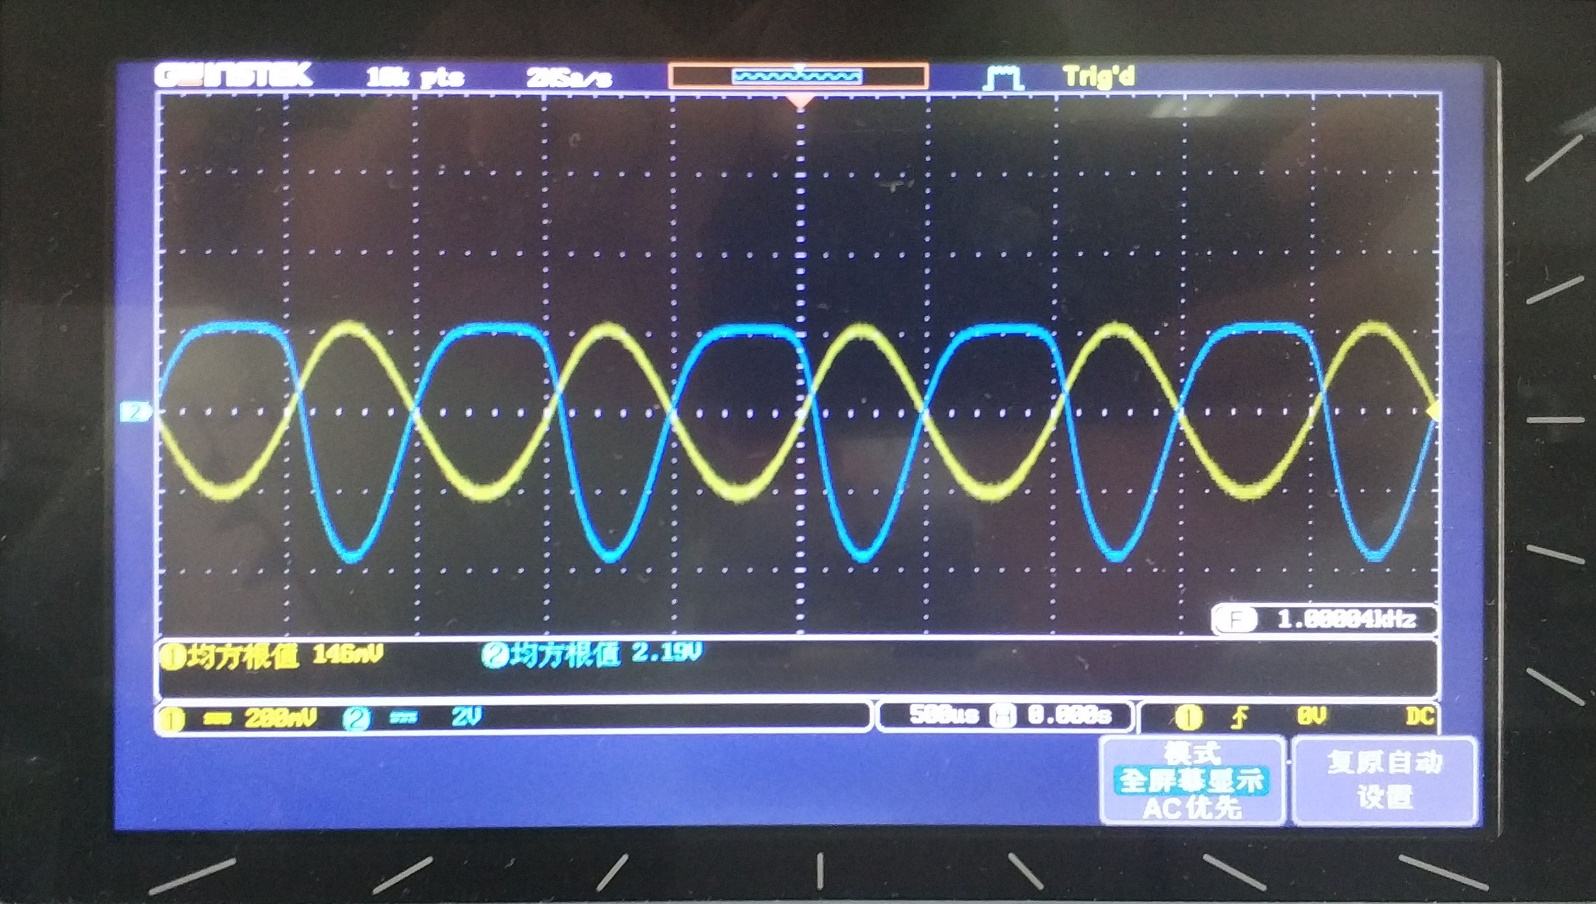 GWINSTEK 10k pts 2MSa/s Trig'd
2
F 1.00004kHz
1 均方根值 146mV 2 均方根值 2.19V
1 200mV 2 2V 500us H 0.000s 1 0V DC
模式
全屏幕显示
AC优先
复原自动
设置